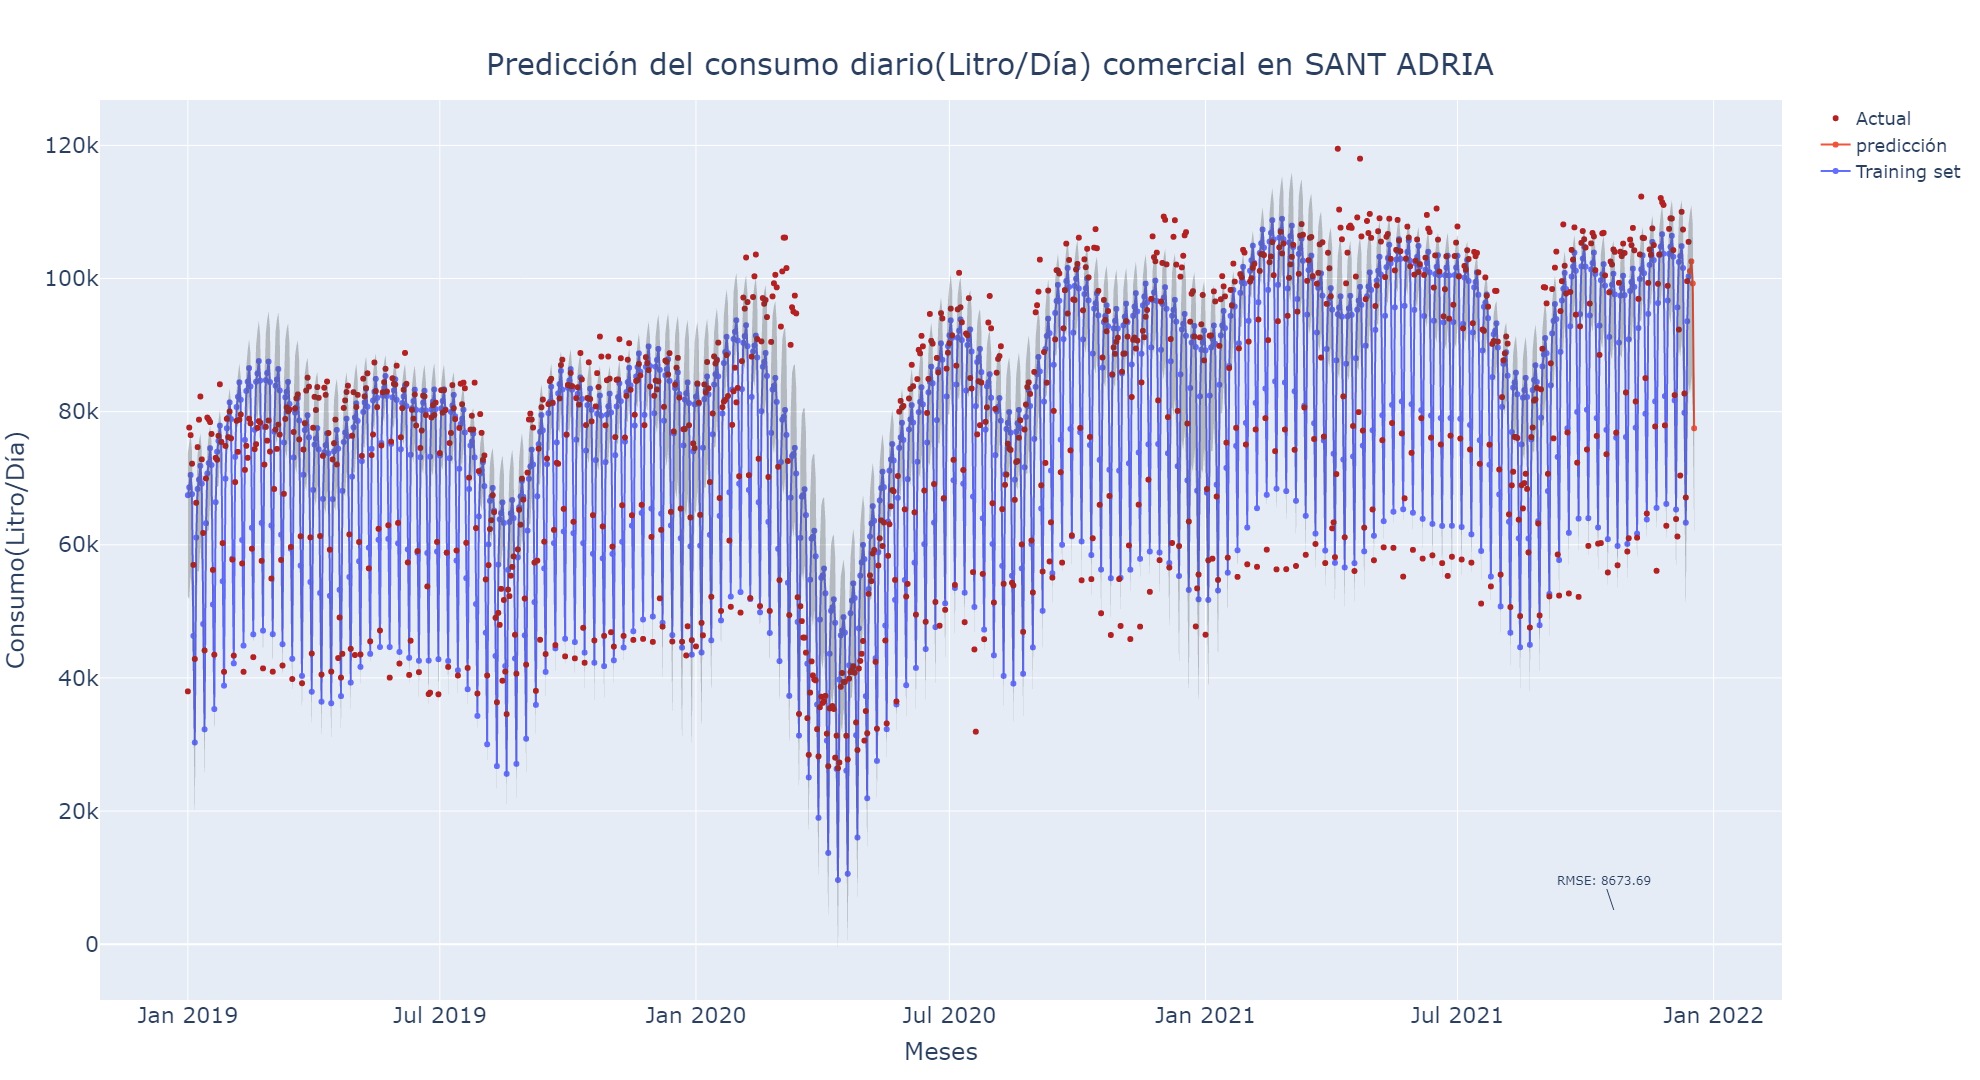 Predicción del consumo diario(Litro/Día) comercial en SANT ADRIA
Actual
predicción
Training set
Consumo(Litro/Día)
120k
100k
80k
60k
40k
20k
0
RMSE: 8673.69
Jan 2019
Jul 2019
Jan 2020
Jul 2020
Jan 2021
Jul 2021
Jan 2022
Meses